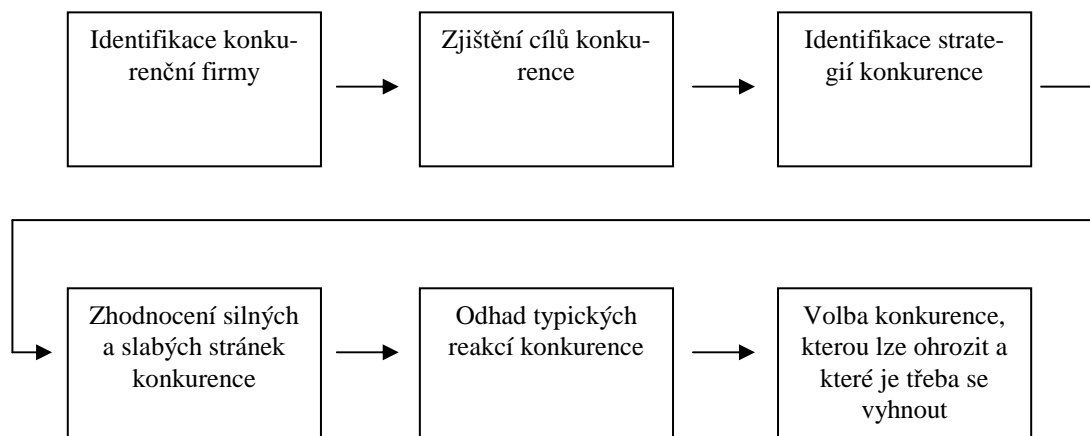 Identifikace konku-
renční firmy
Zjištění cílů konku-
rence
Identifikace strate-
gií konkurence
Zhodnocení silných
a slabých stránek
konkurence
Odhad typických
reakcí konkurence
Volba konkurence,
kterou lze ohrozit a
které je třeba se
vyhnout